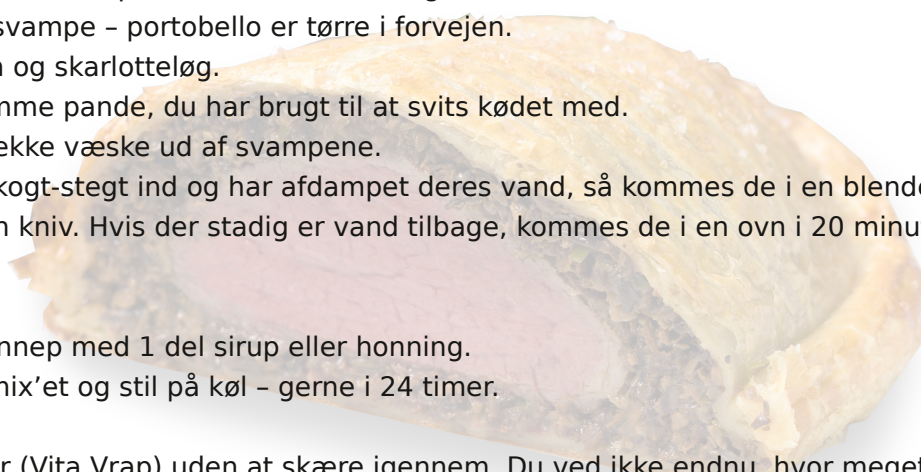 svampe – portobello er tørre i forvejen.
og skarlotteløg.
mme pande, du har brugt til at svits kødet med.
ække væske ud af svampene.
kogt-stegt ind og har afdampet deres vand, så kommes de i en blende
n kniv. Hvis der stadig er vand tilbage, kommes de i en ovn i 20 minu
nnep med 1 del sirup eller honning.
mix’et og stil på køl – gerne i 24 timer.
r (Vita Vrap) uden at skære igennem. Du ved ikke endnu, hvor meget